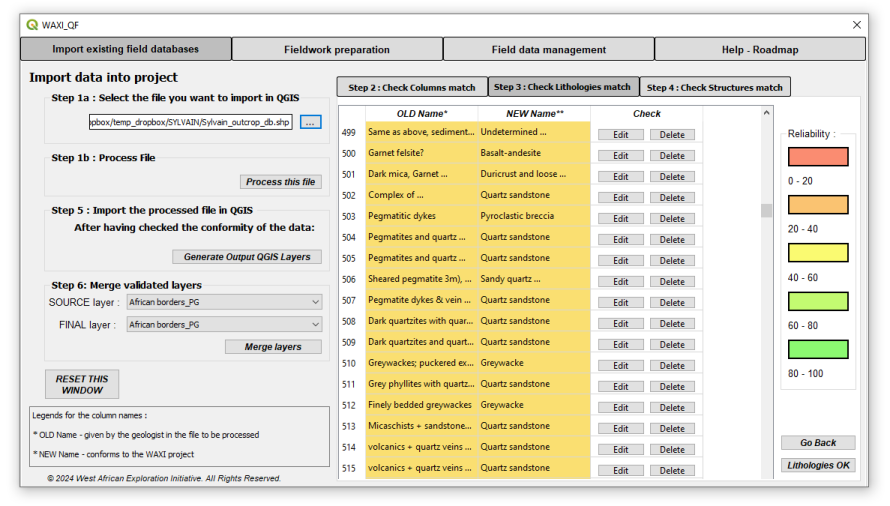 WAXI_QF
Import existing field databases
Fieldwork preparation
Field data management
Help - Roadmap
Import data into project
Step 1a : Select the file you want to import in QGIS
opbox/temp_dropbox/SYLVAIN/Sylvain_outcrop_db.shp
...
Step 1b : Process File
Process this file
Step 5 : Import the processed file in QGIS
After having checked the conformity of the data:
Generate Output QGIS Layers
Step 6: Merge validated layers
SOURCE layer : African borders_PG
FINAL layer : African borders_PG
Merge layers
RESET THIS
WINDOW
Legends for the column names :
* OLD Name - given by the geologist in the file to be processed
* NEW Name - conforms to the WAXI project
© 2024 West African Exploration Initiative. All Rights Reserved.
Step 2 : Check Columns match
Step 3 : Check Lithologies match
Step 4 : Check Structures match
OLD Name* NEW Name** Check
499 Same as above, sediment... Undetermined ... Edit Delete
500 Garnet felsite? Basalt-andesite Edit Delete
501 Dark mica, Garnet ... Duricrust and loose ... Edit Delete
502 Complex of ... Quartz sandstone Edit Delete
503 Pegmatitic dykes Pyroclastic breccia Edit Delete
504 Pegmatites and quartz ... Quartz sandstone Edit Delete
505 Pegmatites and quartz ... Quartz sandstone Edit Delete
506 Sheared pegmatite 3m), ... Sandy quartz ... Edit Delete
507 Pegmatite dykes & vein ... Quartz sandstone Edit Delete
508 Dark quartzites with quar... Quartz sandstone Edit Delete
509 Dark quartzites and quart... Quartz sandstone Edit Delete
510 Greywackes; puckered ex... Greywacke Edit Delete
511 Grey phyllites with quartz... Quartz sandstone Edit Delete
512 Finely bedded greywackes Greywacke Edit Delete
513 Micaschists + sandstone... Quartz sandstone Edit Delete
514 volcanics + quartz veins ... Quartz sandstone Edit Delete
515 volcanics + quartz veins ... Quartz sandstone Edit Delete
Reliability :
0 - 20
20 - 40
40 - 60
60 - 80
80 - 100
Go Back
Lithologies OK